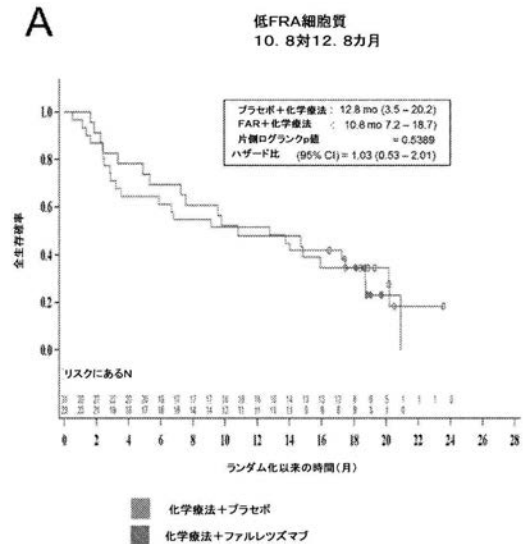 A
低FRA細胞質
10. 8対12. 8カ月
プラセボ+化学療法: 12.8 mo (3.5 – 20.2)
FAR+化学療法 : 10.8 mo 7.2 – 18.7)
片側ログランクp値 = 0.5389
ハザード比 (95% CI) = 1.03 (0.53 – 2.01)
全生存確率
1.0
0.8
0.6
0.4
0.2
0.0
リスクにあるN
0 2 4 6 8 10 12 14 16 18 20 22 24 26 28
ランダム化以来の時間(月)
化学療法+プラセボ
化学療法+ファルレツズマブ